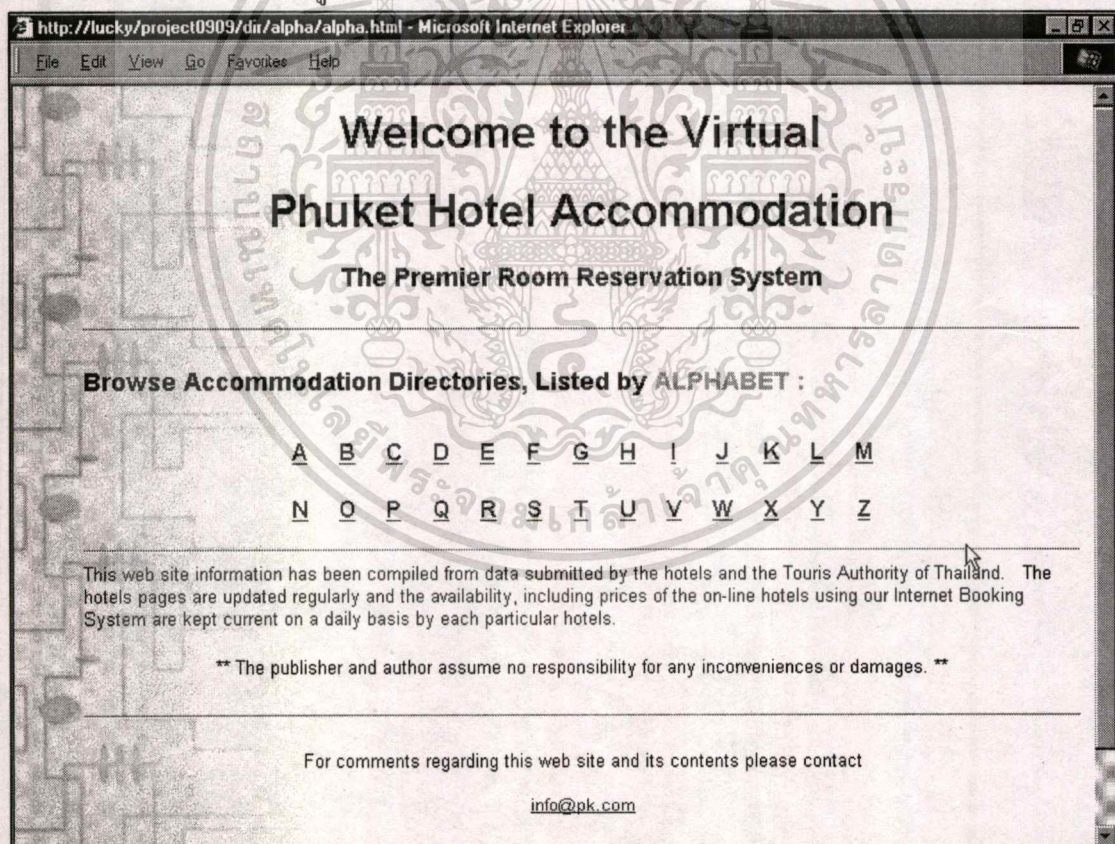 http://lucky/project0909/dir/alpha/alpha.html - Microsoft Internet Explorer
File Edit View Go Favorites Help
Welcome to the Virtual
Phuket Hotel Accommodation
The Premier Room Reservation System
Browse Accommodation Directories, Listed by ALPHABET :
A B C D E F G H I J K L M
N O P Q R S T U V W X Y Z
This web site information has been compiled from data submitted by the hotels and the Touris Authority of Thailand. The
hotels pages are updated regularly and the availability, including prices of the on-line hotels using our Internet Booking
System are kept current on a daily basis by each particular hotels.
** The publisher and author assume no responsibility for any inconveniences or damages. **
For comments regarding this web site and its contents please contact
info@pk.com